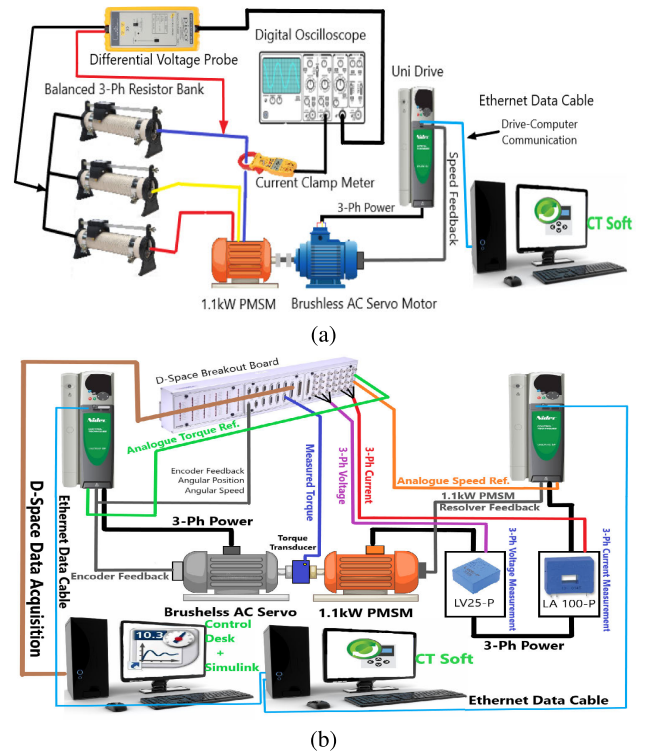 Differential Voltage Probe
Digital Oscilloscope
Balanced 3-Ph Resistor Bank
Uni Drive
Ethernet Data Cable
Drive-Computer
Communication
Current Clamp Meter
Speed Feedback
3-Ph Power
CT Soft
1.1kW PMSM
Brushless AC Servo Motor
(a)
D-Space Breakout Board
Nidec
Nidec
Analogue Torque Ref.
Measured Torque
3-Ph Voltage
3-Ph Current
Encoder Feedback
Angular Position
Angular Speed
Analogue Speed Ref.
1.1kW PMSM
Resolver Feedback
D-Space Data Acquisition
Ethernet Data Cable
3-Ph Power
Torque
Transducer
Encoder Feedback
3-Ph Voltage Measurement
3-Ph Current Measurement
LV25-P
LA 100-P
Brushelss AC Servo
1.1kW PMSM
3-Ph Power
10.3
Control
Desk
+
Simulink
CT Soft
Ethernet Data Cable
(b)